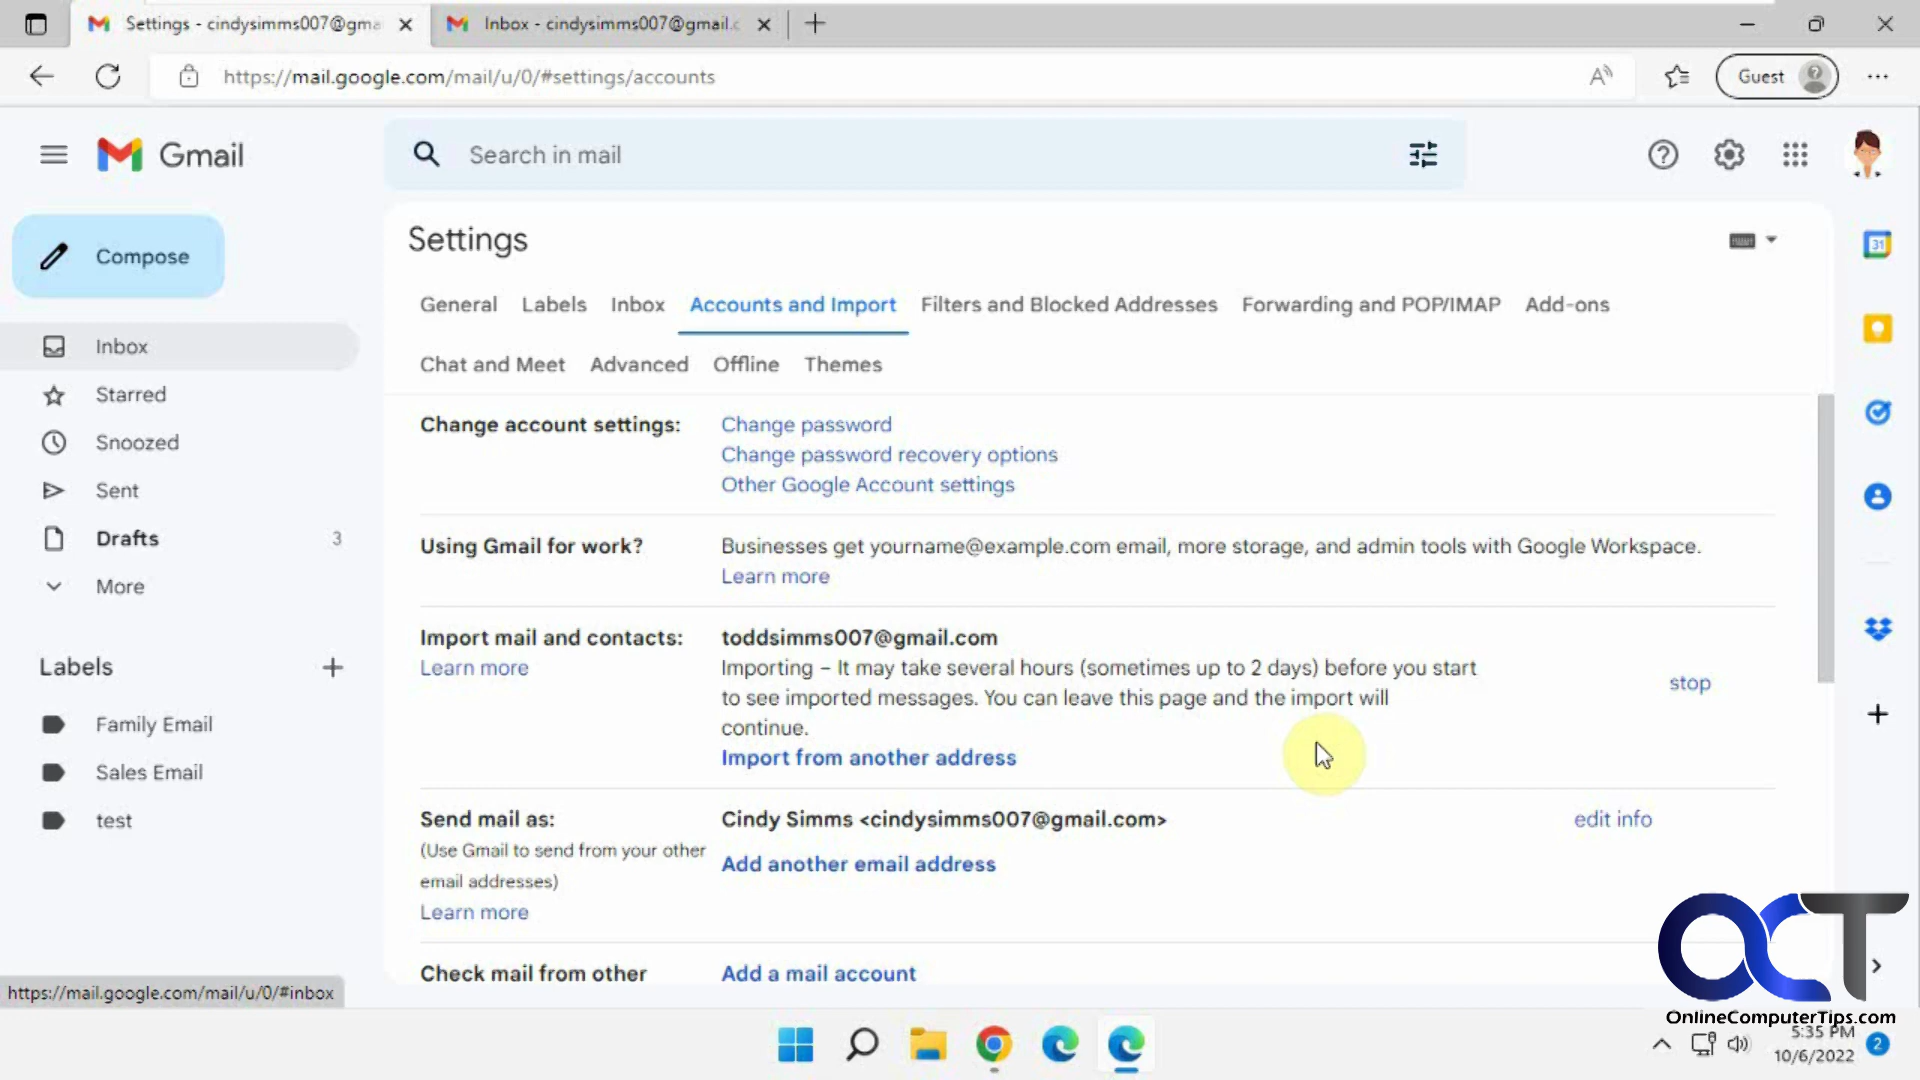 Settings - cindysimms007@gma
Inbox - cindysimms007@gmail.c
https://mail.google.com/mail/u/0/#settings/accounts
Guest
Gmail
Search in mail
Compose
Settings
General Labels Inbox Accounts and Import Filters and Blocked Addresses Forwarding and POP/IMAP Add-ons
Chat and Meet Advanced Offline Themes
Inbox
Starred
Snoozed
Sent
Drafts 3
More
Labels
Family Email
Sales Email
test
Change account settings:
Change password
Change password recovery options
Other Google Account settings
Using Gmail for work?
Businesses get yourname@example.com email, more storage, and admin tools with Google Workspace.
Learn more
Import mail and contacts:
Learn more
toddsimms007@gmail.com
Importing – It may take several hours (sometimes up to 2 days) before you start
to see imported messages. You can leave this page and the import will
continue.
stop
Import from another address
Send mail as:
(Use Gmail to send from your other
email addresses)
Learn more
Cindy Simms <cindysimms007@gmail.com>
edit info
Add another email address
Check mail from other
Add a mail account
31
https://mail.google.com/mail/u/0/#inbox
OCT
OnlineComputerTips.com
5:35 PM
10/6/2022
2